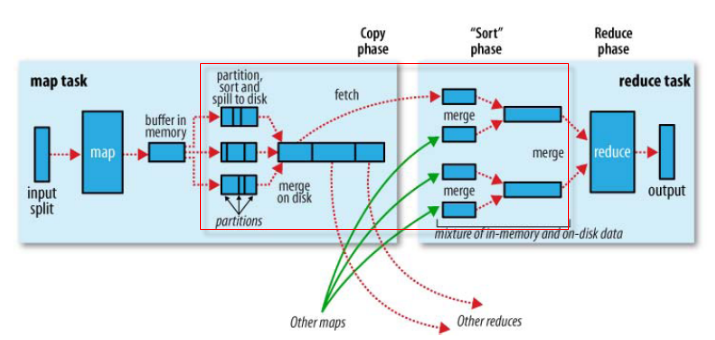 Copy
phase
"Sort"
phase
Reduce
phase
map task
reduce task
partition,
sort and
spill to disk
fetch
buffer in
memory
map
merge
merge
merge
reduce
input
split
merge
on disk
partitions
output
mixture of in-memory and on-disk data
Other maps
Other reduces